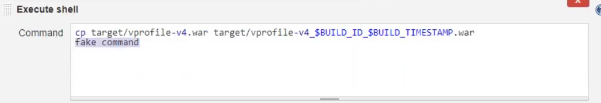 Execute shell
X
Command
cp target/vprofile-v4.war target/vprofile-v4_$BUILD_ID_$BUILD_TIMESTAMP.war
fake command